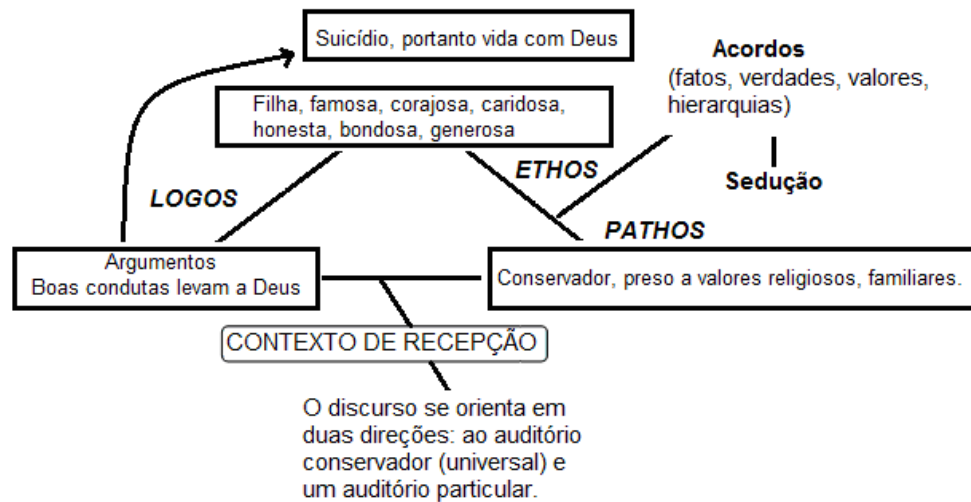 Suicídio, portanto vida com Deus
Acordos
(fatos, verdades, valores,
hierarquias)
Filha, famosa, corajosa, caridosa,
honesta, bondosa, generosa
ETHOS
Sedução
LOGOS
PATHOS
Argumentos
Boas condutas levam a Deus
Conservador, preso a valores religiosos, familiares.
CONTEXTO DE RECEPÇÃO
O discurso se orienta em
duas direções: ao auditório
conservador (universal) e
um auditório particular.